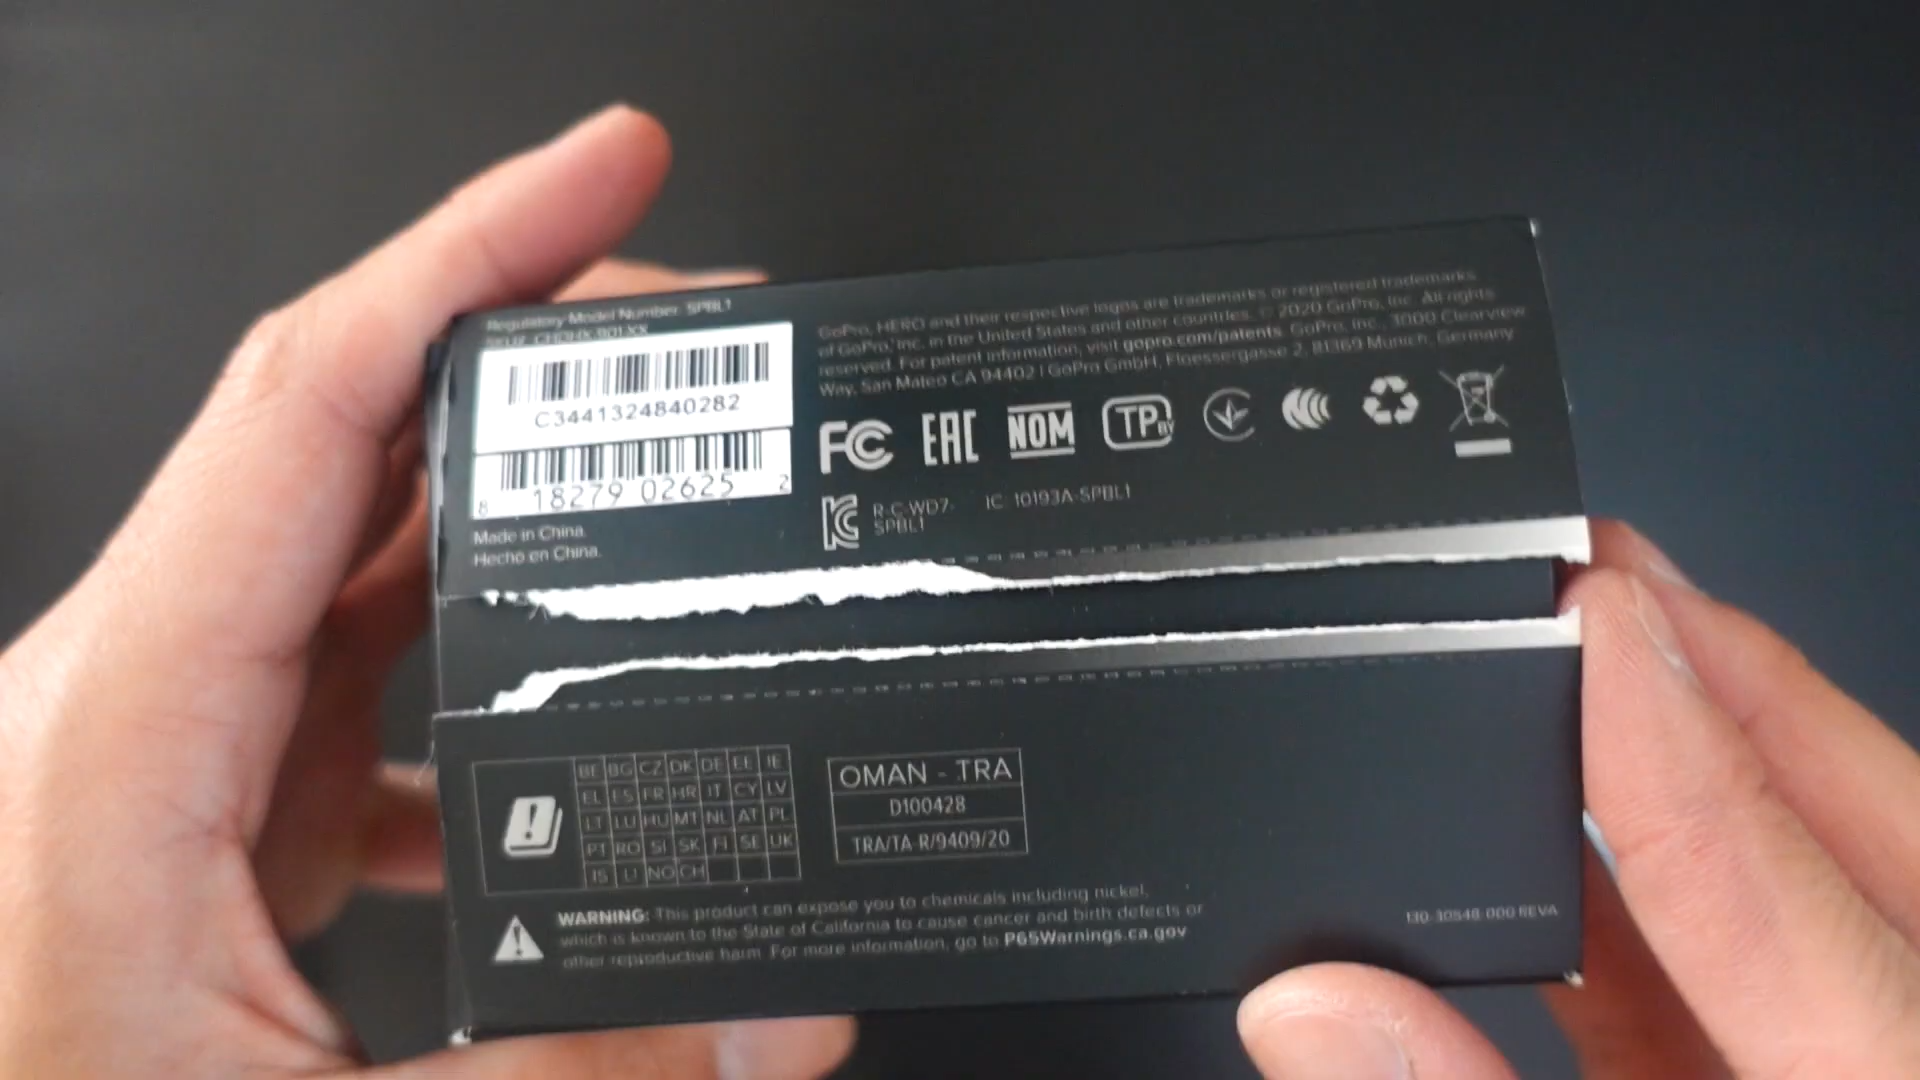 Regulatory Model Number: SPBL1
SKU/ CHDHX-901-XX
C3441324840282
8 18279 02625 2
Made in China.
Hecho en China.
GoPro, HERO and their respective logos are trademarks or registered trademarks
of GoPro, Inc. in the United States and other countries. © 2020 GoPro, Inc. All rights
reserved. For patent information, visit gopro.com/patents. GoPro, Inc., 3000 Clearview
Way, San Mateo CA 94402 | GoPro GmbH, Floessergasse 2, 81369 Munich, Germany
FC EAC NOM TP BY
R-C-WD7-
SPBL1
IC 10193A-SPBL1
BE BG CZ DK DE EE IE
EL ES FR HR IT CY LV
LT LU HU MT NL AT PL
PT RO SI SK FI SE UK
IS LI NO CH
OMAN - TRA
D100428
TRA/TA-R/9409/20
WARNING: This product can expose you to chemicals including nickel,
which is known to the State of California to cause cancer and birth defects or
other reproductive harm. For more information, go to P65Warnings.ca.gov
130-30548-000 REVA